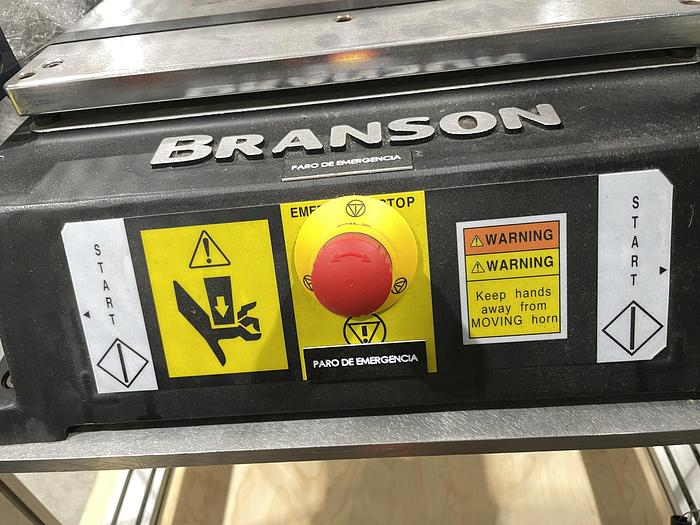 BRANSON
PARO DE EMERGENCIA
STOP
START
WARNING
WARNING
Keep hands
away from
MOVING horn
START
PARO DE EMERGENCIA